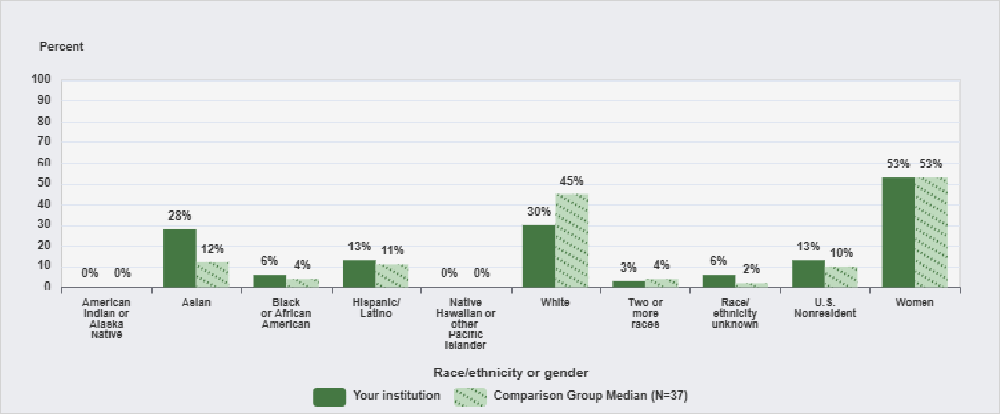 Percent
100
90
80
70
60
50
40
30
20
10
0
0% 0%
28% 12%
6% 4%
13% 11%
0% 0%
30% 45%
3% 4%
6% 2%
13% 10%
53% 53%
American
Indian or
Alaska
Native
Asian
Black
or African
American
Hispanic/
Latino
Native
Hawaiian or
other
Pacific
Islander
White
Two or
more
races
Race/
ethnicity
unknown
U.S.
Nonresident
Women
Race/ethnicity or gender
Your institution
Comparison Group Median (N=37)